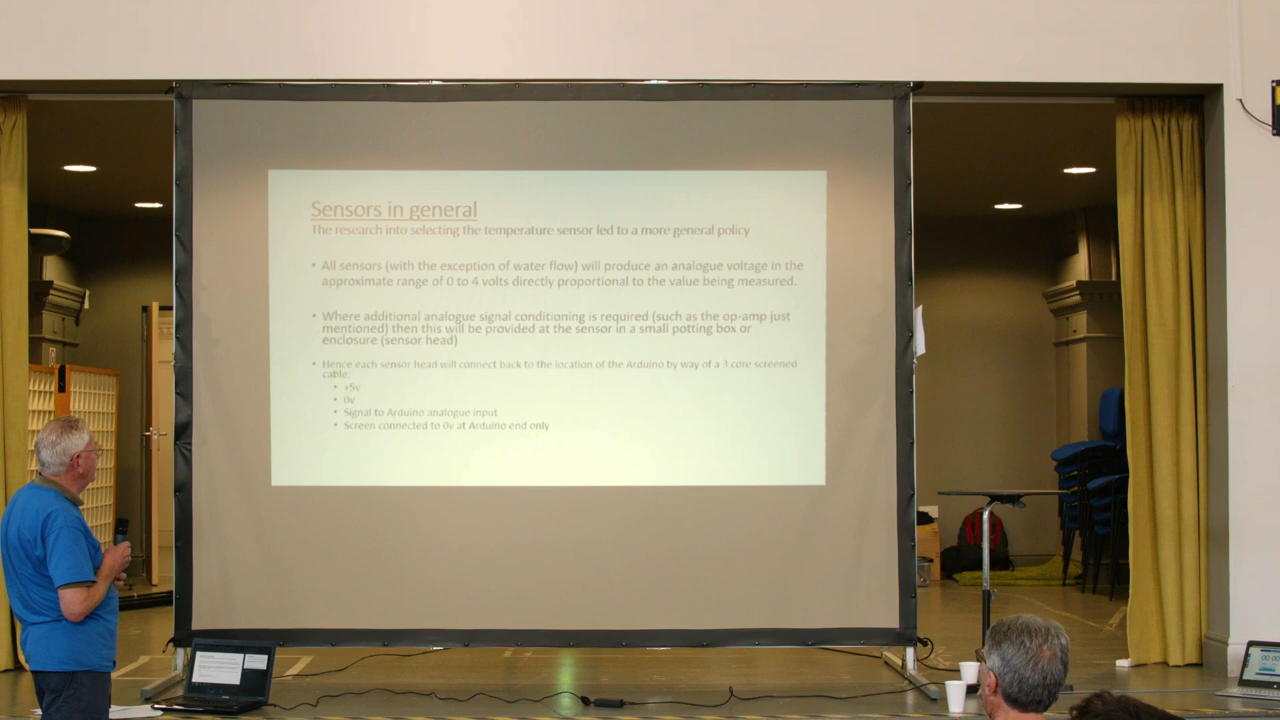 Sensors in general
The research into selecting the temperature sensor led to a more general policy
• All sensors (with the exception of water flow) will produce an analogue voltage in the
approximate range of 0 to 4 volts directly proportional to the value being measured.
• Where additional analogue signal conditioning is required (such as the op-amp just
mentioned) then this will be provided at the sensor in a small potting box or
enclosure (sensor head)
• Hence each sensor head will connect back to the location of the Arduino by way of a 3 core screened
cable:
• +5v
• 0v
• Signal to Arduino analogue input
• Screen connected to 0v at Arduino end only